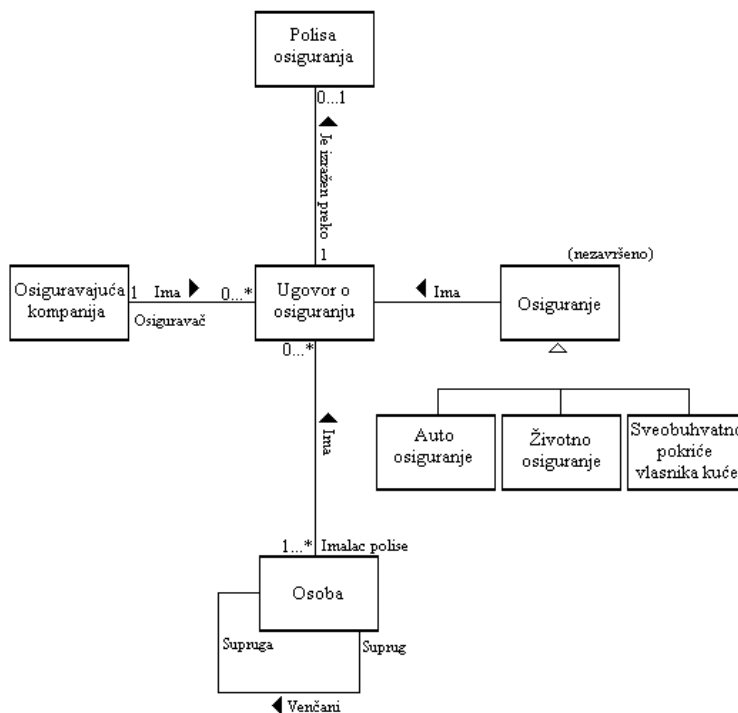 Polisa
osiguranja
0...1
Je izražen preko
1
(nezavršeno)
Osiguravajuća
kompanija
1
Ima
0...*
Osiguravač
Ugovor o
osiguranju
Ima
Osiguranje
0...*
Ima
Auto
osiguranje
Životno
osiguranje
Sveobuhvatno
pokriće
vlasnika kuće
1...*
Imalac polise
Osoba
Supruga
Suprug
Venčani